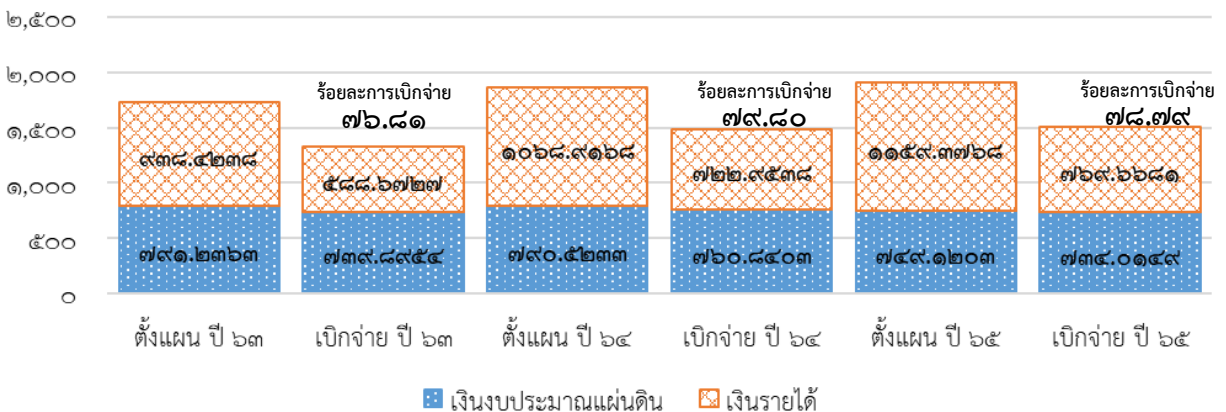 ๒,๕๐๐
๒,๐๐๐
๑,๕๐๐
๑,๐๐๐
๕๐๐
๐
ร้อยละการเบิกจ่าย
๗๖.๘๑
ร้อยละการเบิกจ่าย
๗๙.๘๐
ร้อยละการเบิกจ่าย
๗๘.๗๙
๙๓๘.๔๒๓๘
๕๘๘.๖๗๒๗
๑๐๖๘.๙๑๖๘
๗๒๒.๙๕๓๘
๑๑๕๙.๓๗๖๘
๗๖๙.๖๖๘๑
๗๙๑.๒๓๖๓
๗๓๙.๘๙๕๔
๗๙๐.๕๒๓๓
๗๖๐.๘๔๐๓
๗๔๙.๑๒๐๓
๗๓๔.๐๑๔๙
ตั้งแผน ปี ๖๓
เบิกจ่าย ปี ๖๓
ตั้งแผน ปี ๖๔
เบิกจ่าย ปี ๖๔
ตั้งแผน ปี ๖๕
เบิกจ่าย ปี ๖๕
เงินงบประมาณแผ่นดิน
เงินรายได้